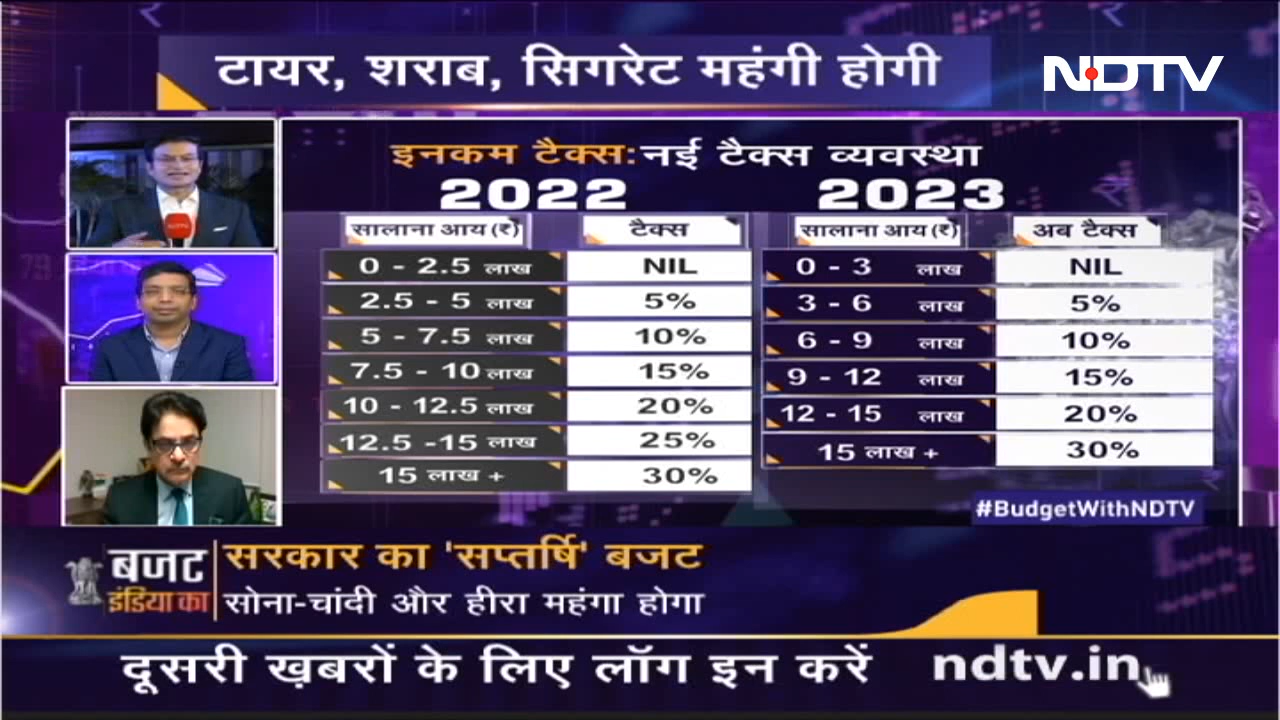 टायर, शराब, सिगरेट महंगी होगी
NDTV
इनकम टैक्स: नई टैक्स व्यवस्था
2022 2023
सालाना आय (₹) टैक्स सालाना आय (₹) अब टैक्स
0 - 2.5 लाख NIL 0 - 3 लाख NIL
2.5 - 5 लाख 5% 3 - 6 लाख 5%
5 - 7.5 लाख 10% 6 - 9 लाख 10%
7.5 - 10 लाख 15% 9 - 12 लाख 15%
10 - 12.5 लाख 20% 12 - 15 लाख 20%
12.5 -15 लाख 25% 15 लाख + 30%
15 लाख + 30%
NDTV
#BudgetWithNDTV
बजट
इंडिया का
सरकार का 'सप्तर्षि' बजट
सोना-चांदी और हीरा महंगा होगा
दूसरी ख़बरों के लिए लॉग इन करें ndtv.in